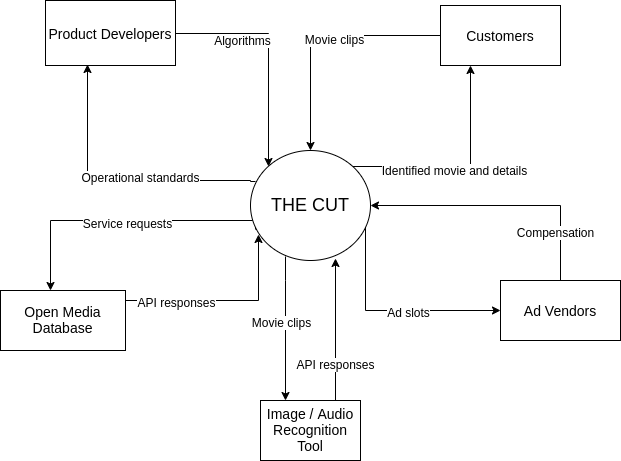 Product Developers
Algorithms
Movie clips
Customers
Operational standards
Identified movie and details
THE CUT
Service requests
Compensation
Open Media
Database
API responses
Movie clips
Ad slots
Ad Vendors
API responses
Image / Audio
Recognition
Tool